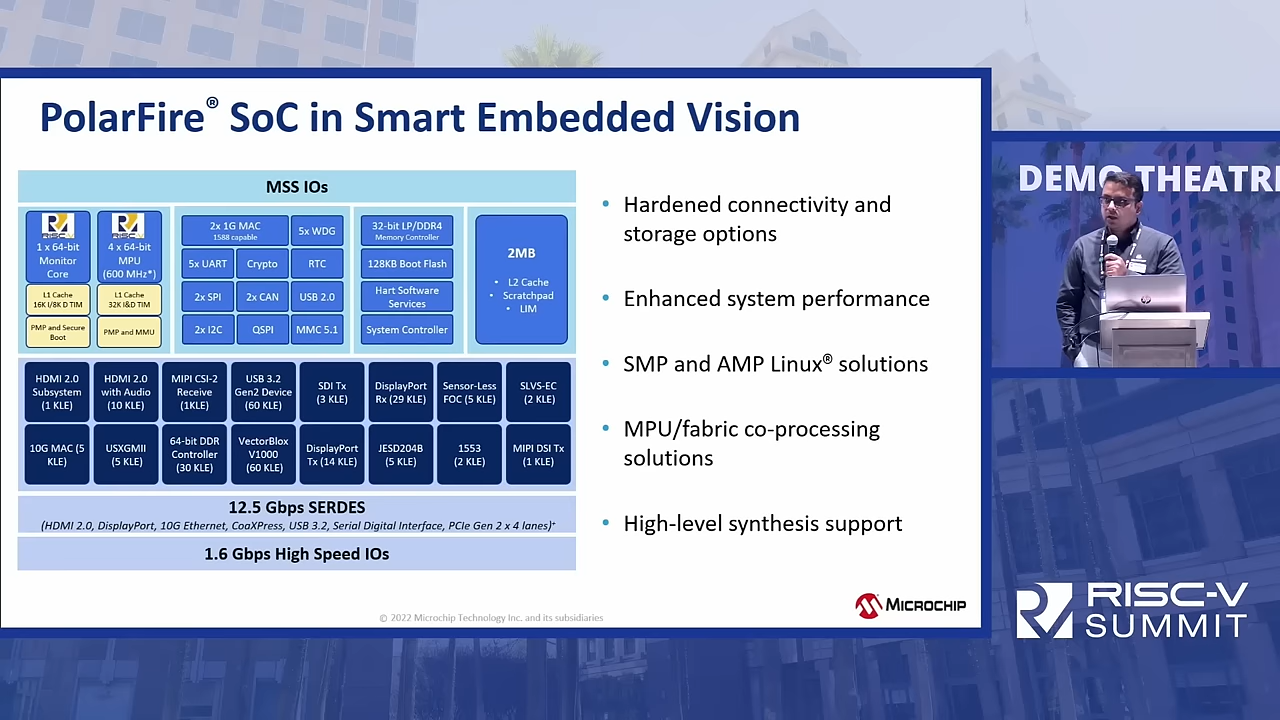 PolarFire® SoC in Smart Embedded Vision
MSS IOs
RISC-V
1 x 64-bit
Monitor
Core
L1 Cache
16K I/8K D TIM
PMP and Secure
Boot
RISC-V
4 x 64-bit
MPU
(600 MHz*)
L1 Cache
32K I&D TIM
PMP and MMU
2x 1G MAC
1588 capable
5x WDG
5x UART
Crypto
RTC
2x SPI
2x CAN
USB 2.0
2x I2C
QSPI
MMC 5.1
32-bit LP/DDR4
Memory Controller
128KB Boot Flash
Hart Software
Services
System Controller
2MB
• L2 Cache
• Scratchpad
• LIM
HDMI 2.0
Subsystem
(1 KLE)
HDMI 2.0
with Audio
(10 KLE)
MIPI CSI-2
Receive
(1KLE)
USB 3.2
Gen2 Device
(60 KLE)
SDI Tx
(3 KLE)
DisplayPort
Rx (29 KLE)
Sensor-Less
FOC (5 KLE)
SLVS-EC
(2 KLE)
10G MAC (5
KLE)
USXGMII
(5 KLE)
64-bit DDR
Controller
(30 KLE)
VectorBlox
V1000
(60 KLE)
DisplayPort
Tx (14 KLE)
JESD204B
(5 KLE)
1553
(2 KLE)
MIPI DSI Tx
(1 KLE)
12.5 Gbps SERDES
(HDMI 2.0, DisplayPort, 10G Ethernet, CoaXPress, USB 3.2, Serial Digital Interface, PCIe Gen 2 x 4 lanes)⁺
1.6 Gbps High Speed IOs
• Hardened connectivity and
storage options
• Enhanced system performance
• SMP and AMP Linux® solutions
• MPU/fabric co-processing
solutions
• High-level synthesis support
© 2022 Microchip Technology Inc. and its subsidiaries
MICROCHIP
DEMO THEATR
hp
RISC-V
SUMMIT